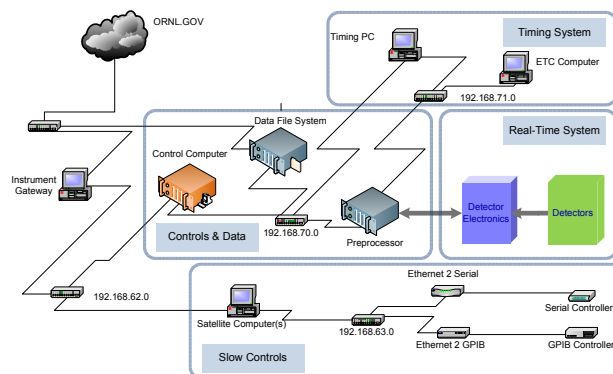 ORNL.GOV
Timing PC
Timing System
ETC Computer
192.168.71.0
Data File System
Real-Time System
Control Computer
Instrument
Gateway
Detector
Electronics
Detectors
192.168.70.0
Controls & Data
Preprocessor
192.168.62.0
Ethernet 2 Serial
Serial Controller
Satellite Computer(s)
192.168.63.0
Ethernet 2 GPIB
GPIB Controller
Slow Controls